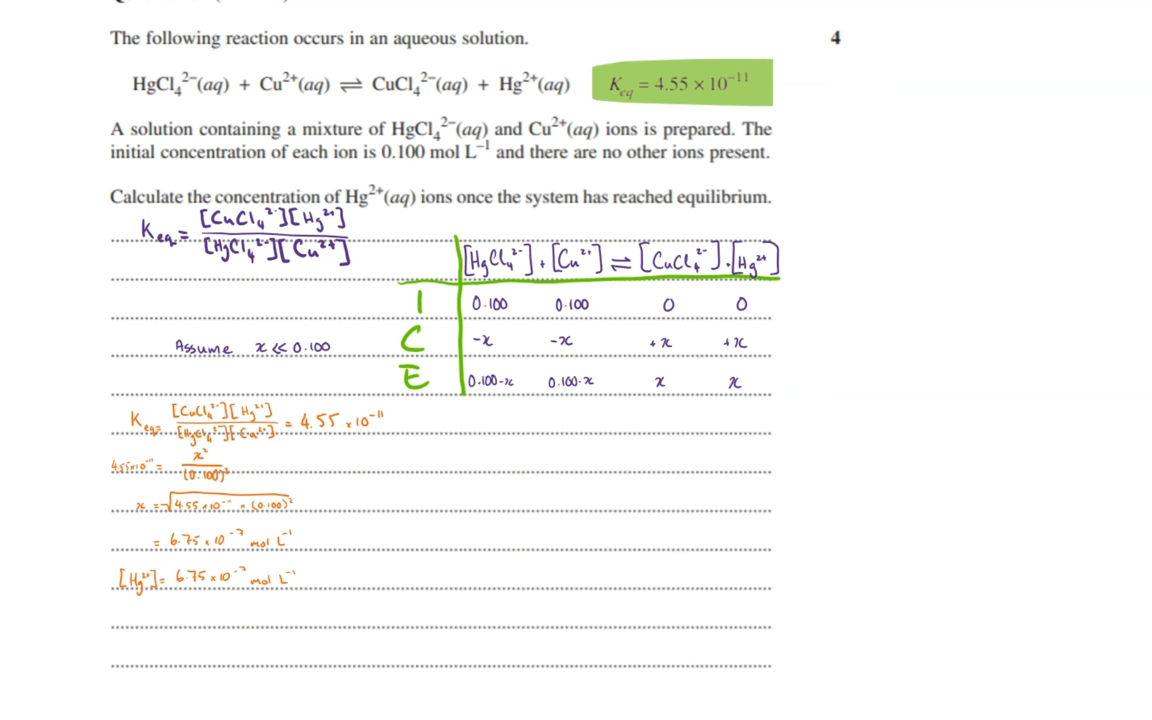 The following reaction occurs in an aqueous solution. 4
HgCl₄²⁻(aq) + Cu²⁺(aq) ⇌ CuCl₄²⁻(aq) + Hg²⁺(aq) K_eq = 4.55 × 10⁻¹¹
A solution containing a mixture of HgCl₄²⁻(aq) and Cu²⁺(aq) ions is prepared. The
initial concentration of each ion is 0.100 mol L⁻¹ and there are no other ions present.
Calculate the concentration of Hg²⁺(aq) ions once the system has reached equilibrium.
K_eq = [CuCl₄²⁻][Hg²⁺] / [HgCl₄²⁻][Cu²⁺]
[HgCl₄²⁻] + [Cu²⁺] ⇌ [CuCl₄²⁻] · [Hg²⁺]
I 0.100 0.100 0 0
Assume x << 0.100
C -x -x +x +x
E 0.100-x 0.100-x x x
K_eq = [CuCl₄²⁻][Hg²⁺] / [HgCl₄²⁻][Cu²⁺] = 4.55 × 10⁻¹¹
4.55×10⁻¹¹ = x² / (0.100)²
x = √4.55 × 10⁻¹¹ × (0.100)²
= 6.75 × 10⁻⁷ mol L⁻¹
[Hg²⁺] = 6.75 × 10⁻⁷ mol L⁻¹